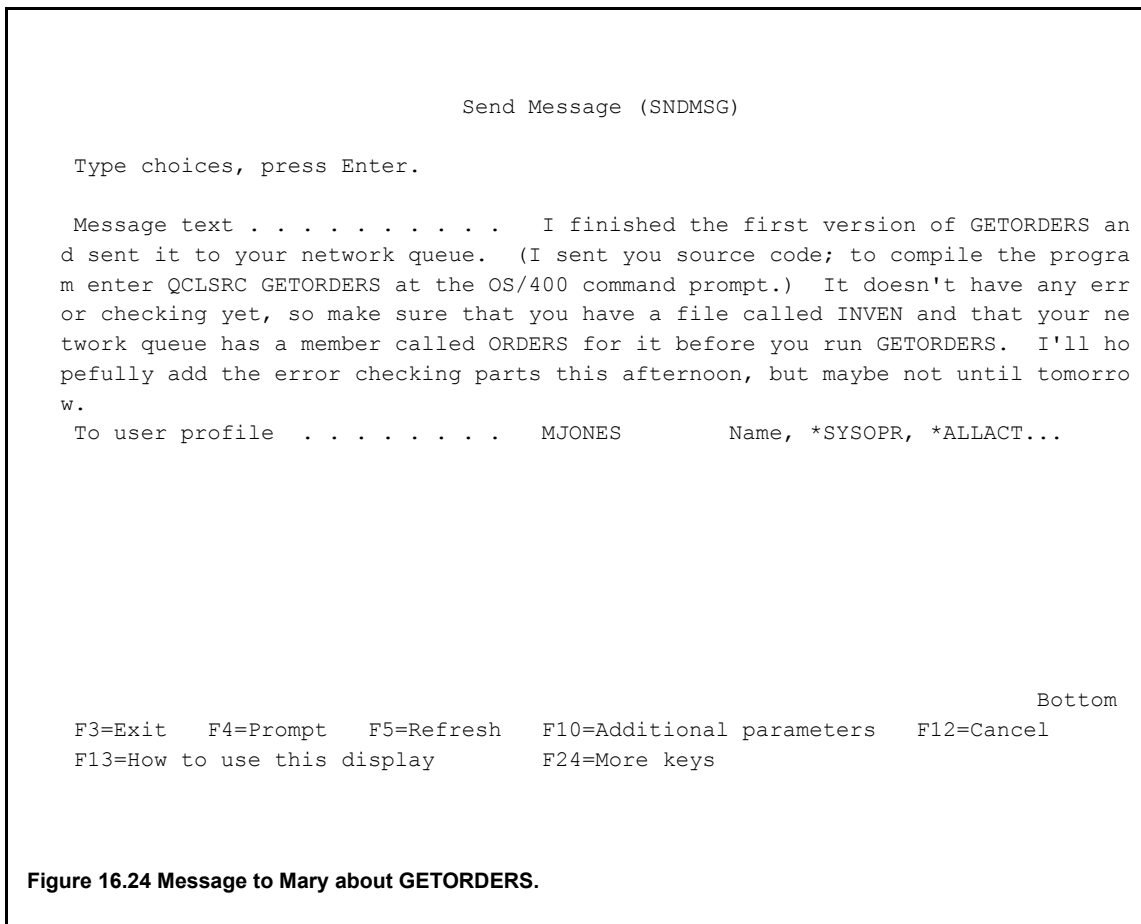 Send Message (SNDMSG)
Type choices, press Enter.
Message text . . . . . . . . . . I finished the first version of GETORDERS an
d sent it to your network queue. (I sent you source code; to compile the progra
m enter QCLSRC GETORDERS at the OS/400 command prompt.) It doesn't have any err
or checking yet, so make sure that you have a file called INVEN and that your ne
twork queue has a member called ORDERS for it before you run GETORDERS. I'll ho
pefully add the error checking parts this afternoon, but maybe not until tomorro
w.
To user profile . . . . . . . . MJONES Name, *SYSOPR, *ALLACT...
Bottom
F3=Exit F4=Prompt F5=Refresh F10=Additional parameters F12=Cancel
F13=How to use this display F24=More keys
Figure 16.24 Message to Mary about GETORDERS.